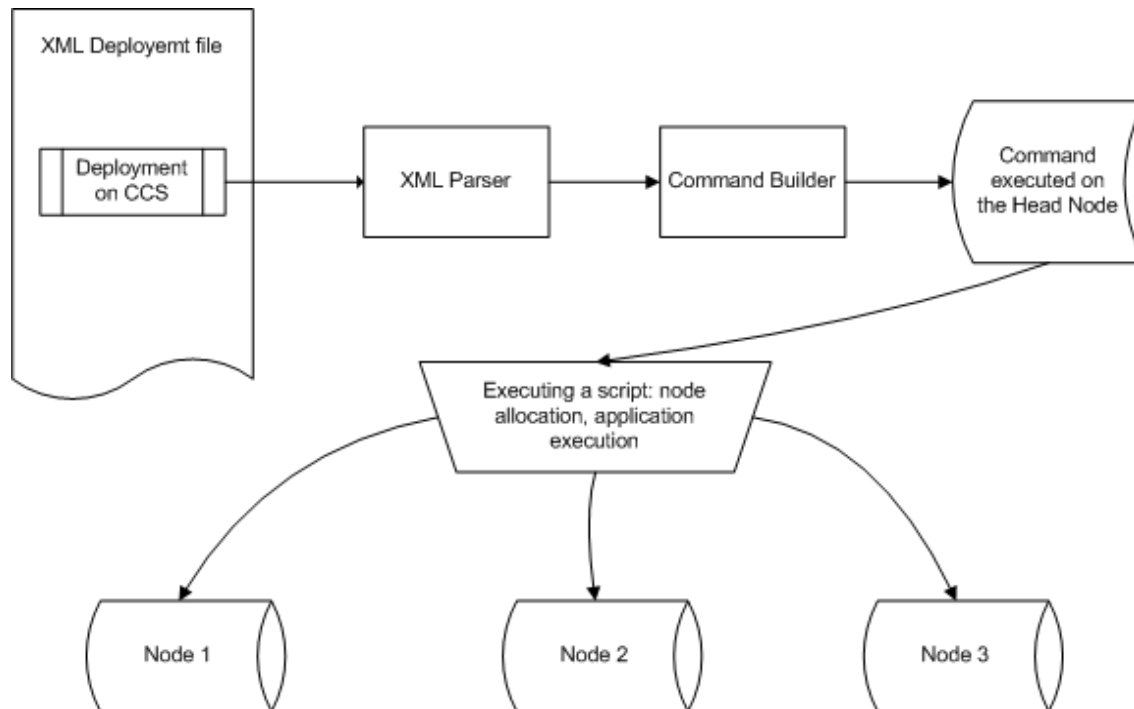 XML Deployemt file
Deployment
on CCS
XML Parser
Command Builder
Command
executed on
the Head Node
Executing a script: node
allocation, application
execution
Node 1
Node 2
Node 3